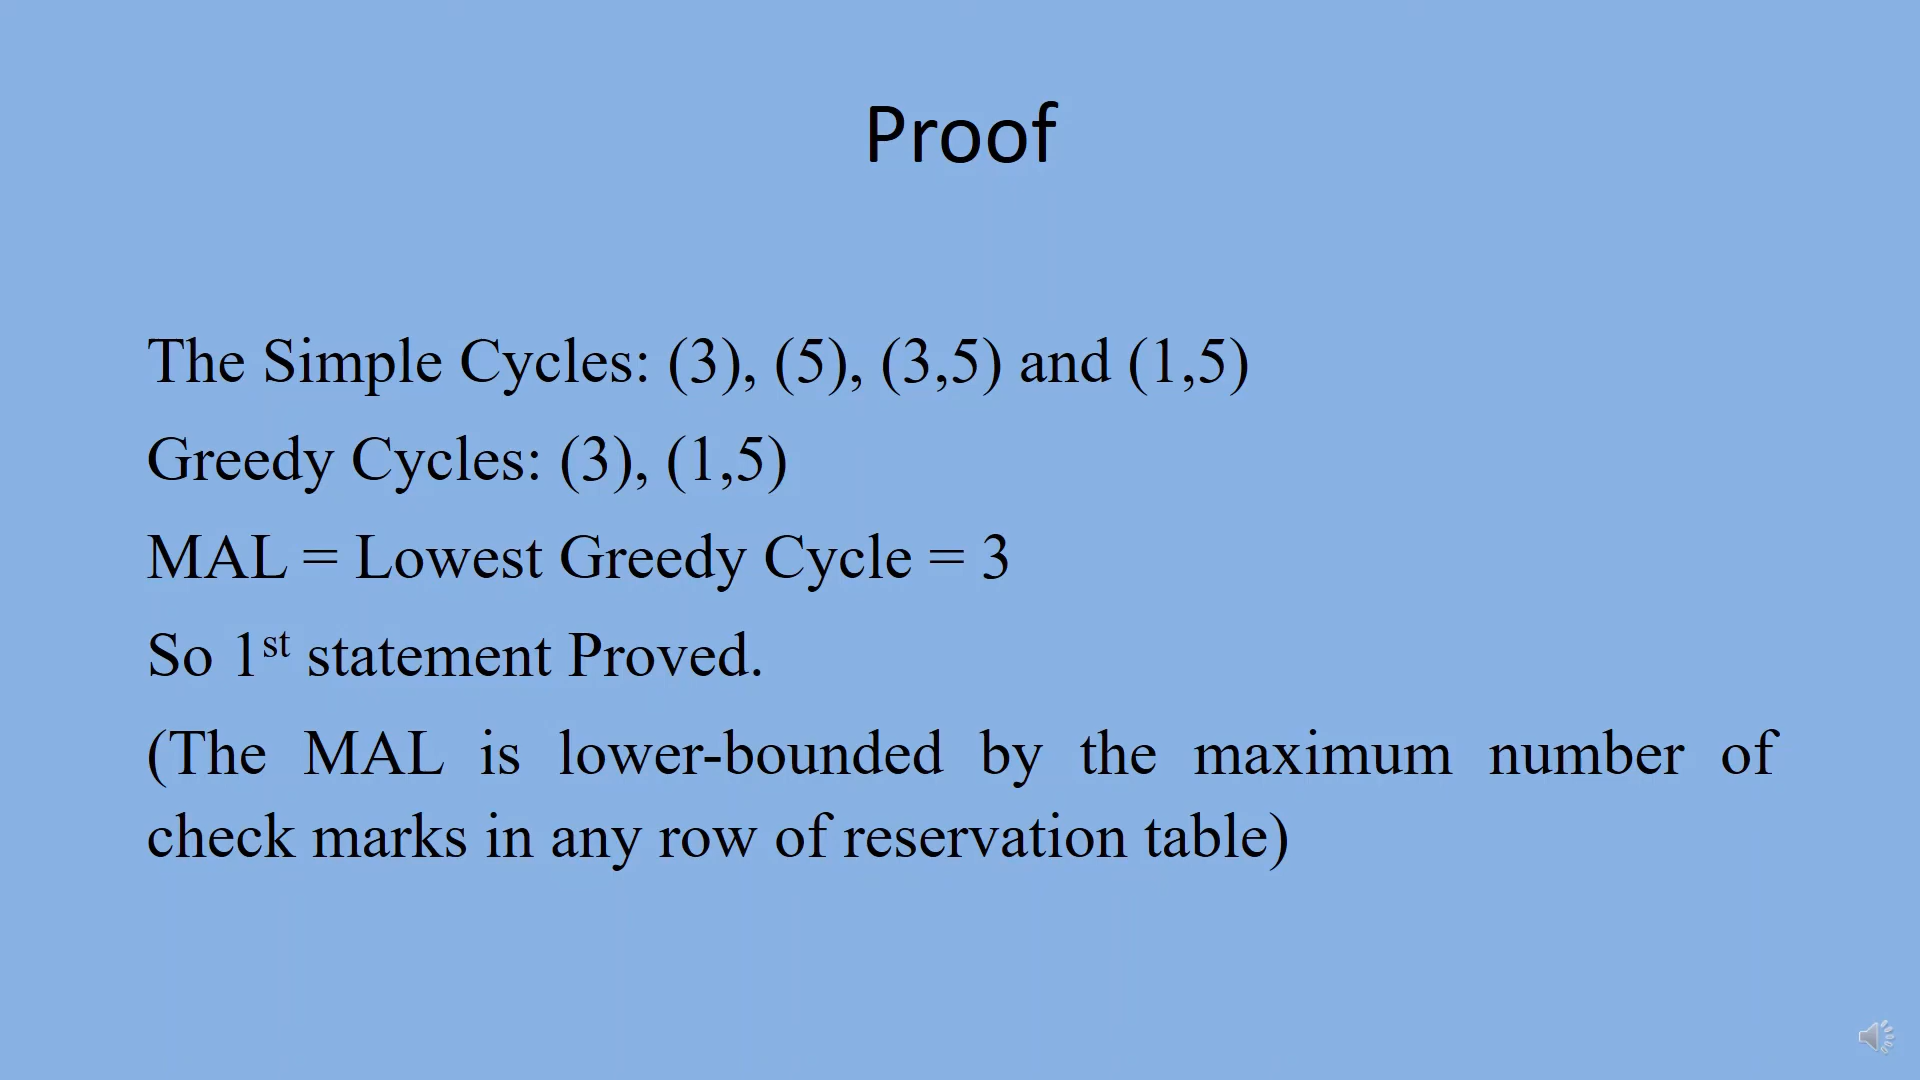 Proof
The Simple Cycles: (3), (5), (3,5) and (1,5)
Greedy Cycles: (3), (1,5)
MAL = Lowest Greedy Cycle = 3
So 1st statement Proved.
(The MAL is lower-bounded by the maximum number of
check marks in any row of reservation table)